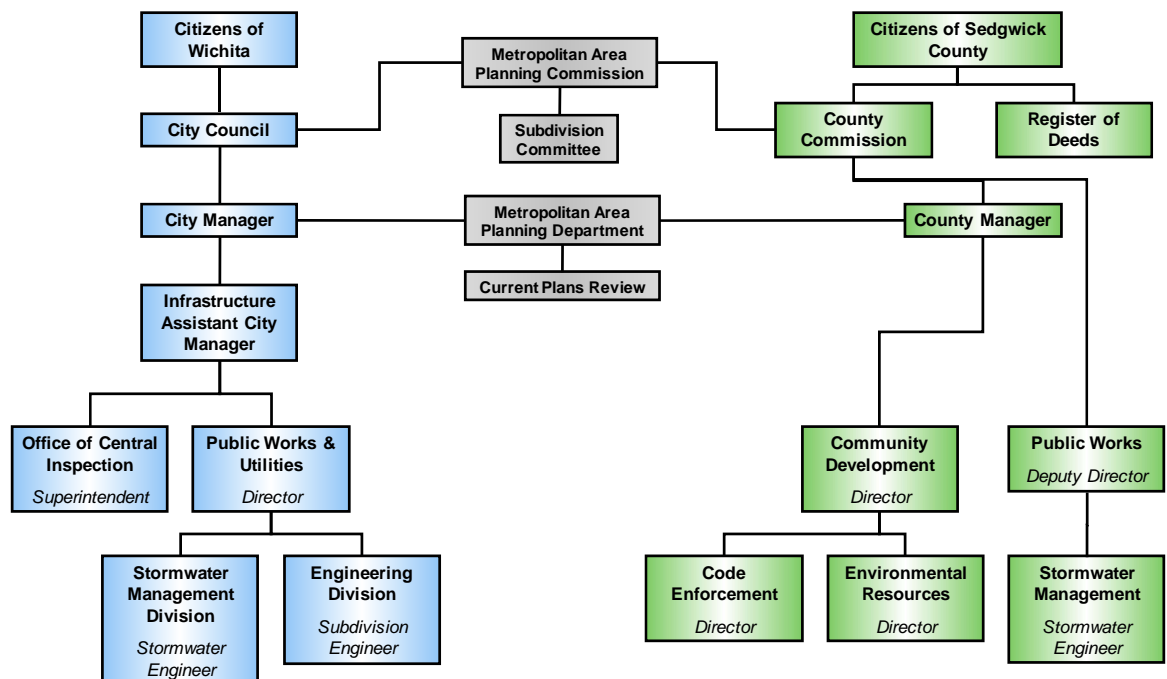 Citizens of
Wichita
Metropolitan Area
Planning Commission
Citizens of Sedgwick
County
City Council
Subdivision
Committee
County
Commission
Register of
Deeds
City Manager
Metropolitan Area
Planning Department
County Manager
Current Plans Review
Infrastructure
Assistant City
Manager
Office of Central
Inspection
Superintendent
Public Works &
Utilities
Director
Community
Development
Director
Public Works
Deputy Director
Stormwater
Management
Division
Stormwater
Engineer
Engineering
Division
Subdivision
Engineer
Code
Enforcement
Director
Environmental
Resources
Director
Stormwater
Management
Stormwater
Engineer